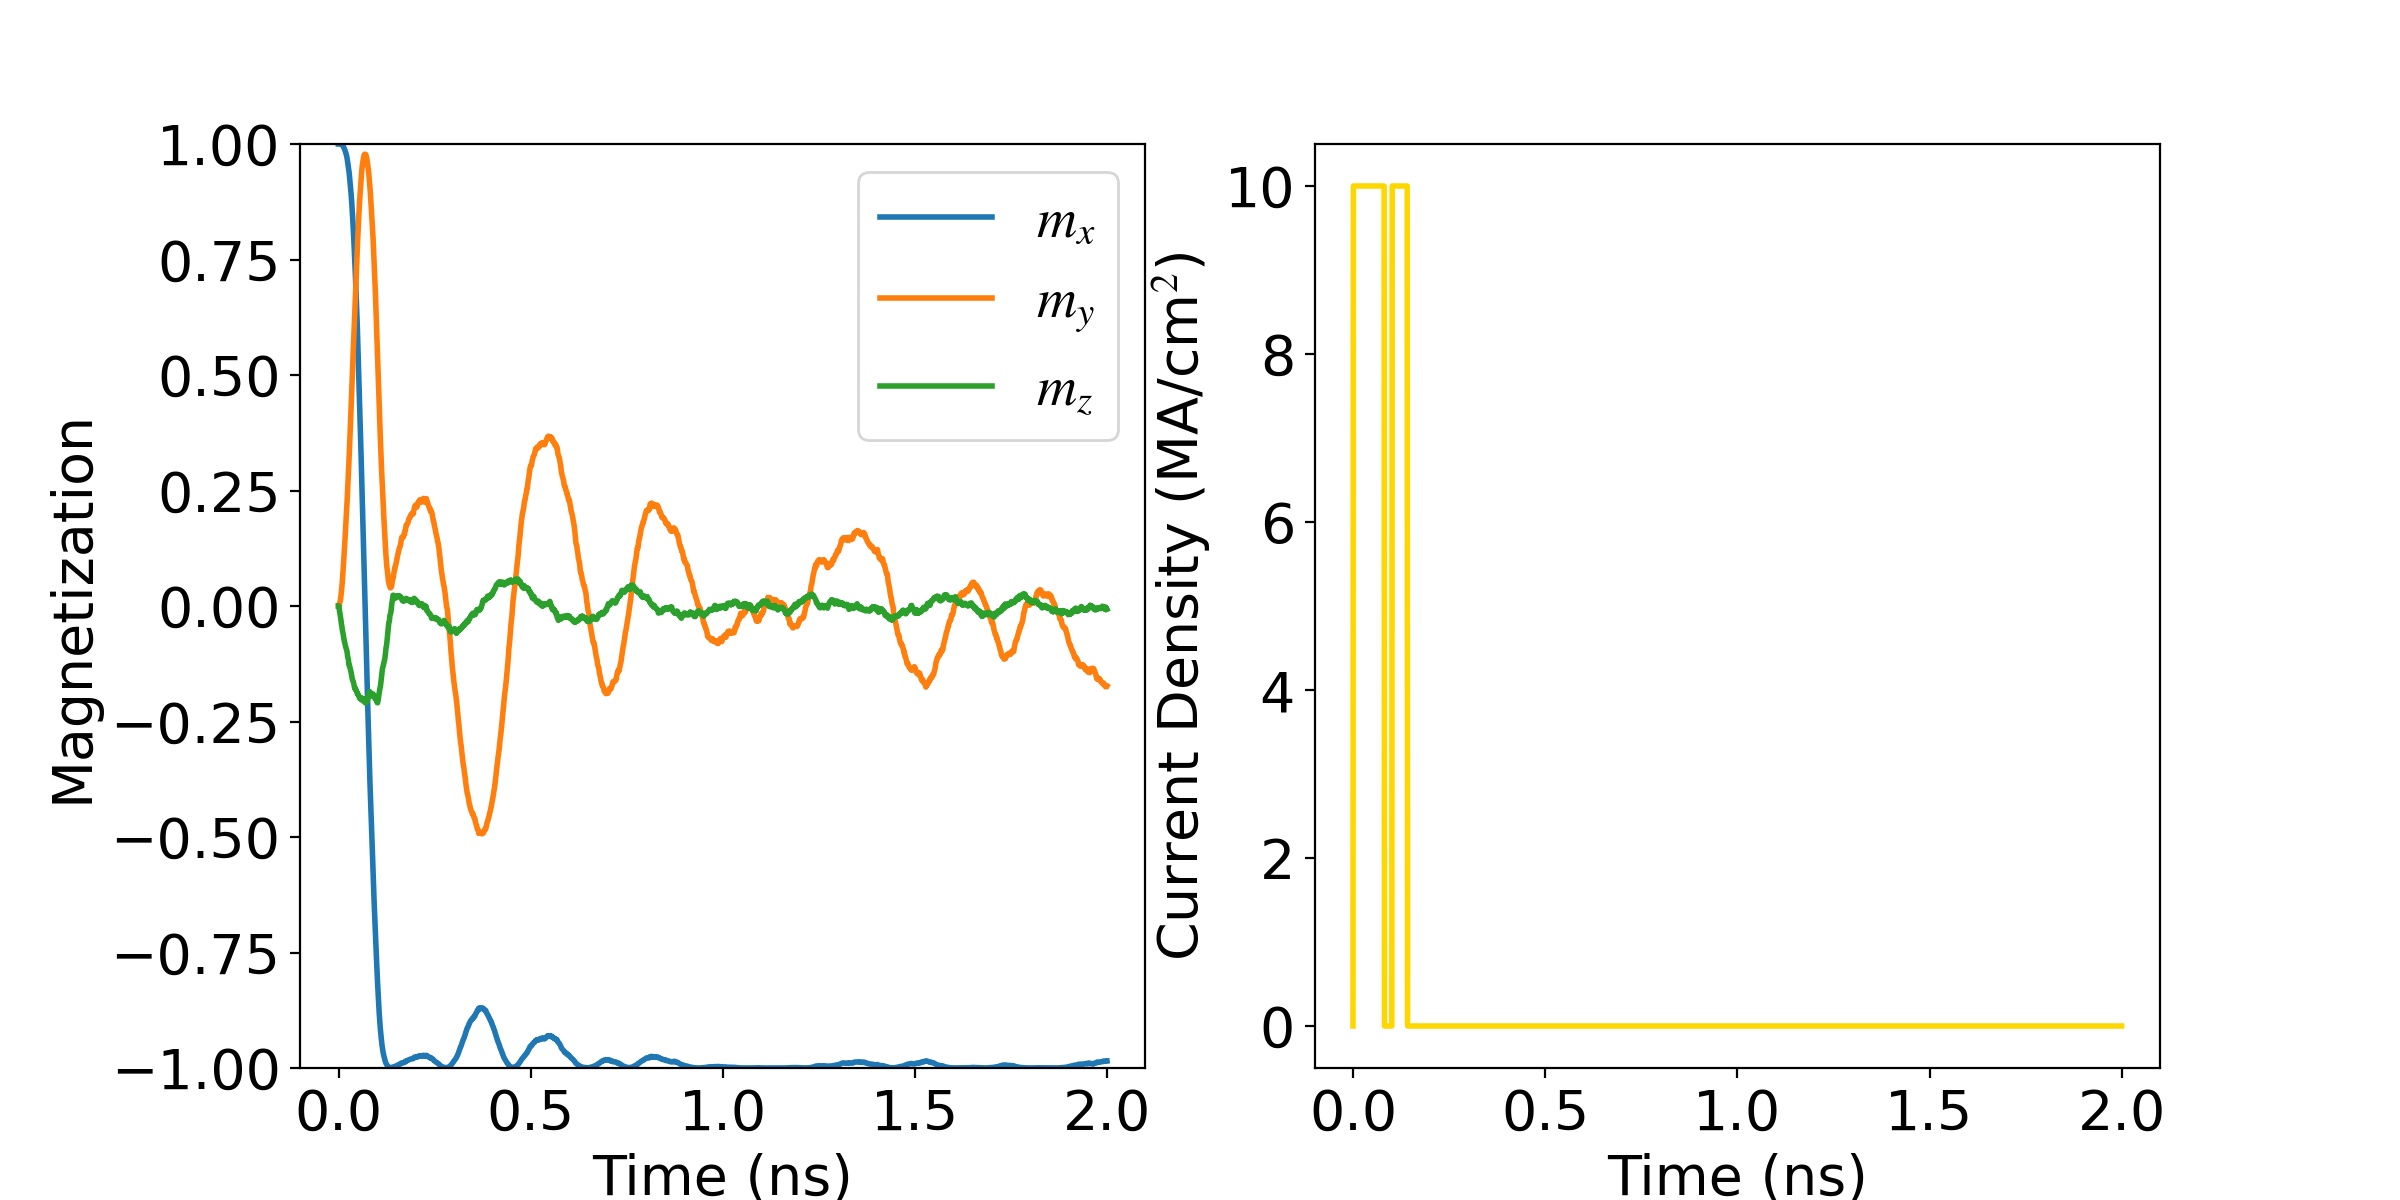 Magnetization
1.00
0.75
0.50
0.25
0.00
−0.25
−0.50
−0.75
−1.00
0.0 0.5 1.0 1.5 2.0
Time (ns)
m_x
m_y
m_z
Current Density (MA/cm²)
10
8
6
4
2
0
0.0 0.5 1.0 1.5 2.0
Time (ns)